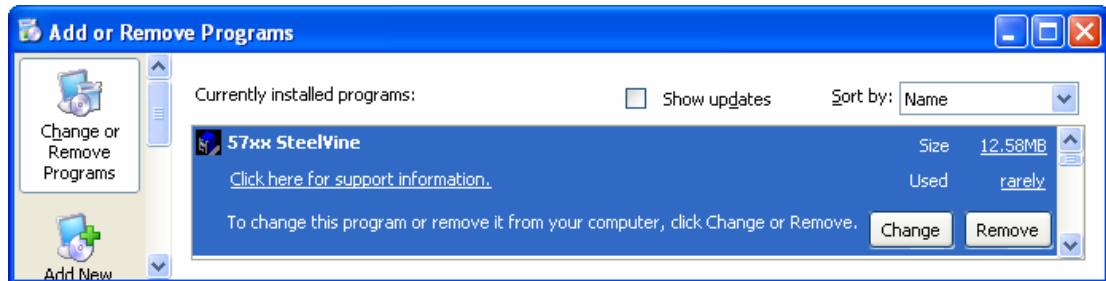 Add or Remove Programs
Change or
Remove
Programs
Add New
Currently installed programs:
Show updates
Sort by: Name
57xx SteelVine
Size 12.58MB
Click here for support information.
Used rarely
To change this program or remove it from your computer, click Change or Remove.
Change
Remove